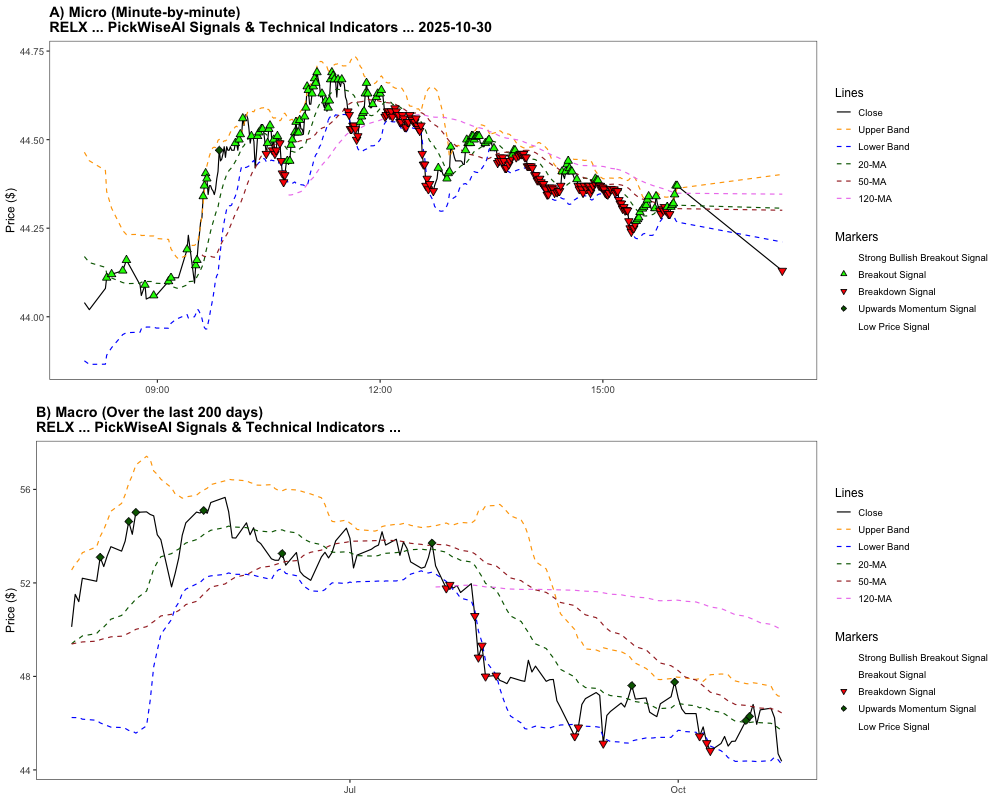 A) Micro (Minute-by-minute)
RELX ... PickWiseAI Signals & Technical Indicators ... 2025-10-30
Price ($)
44.75
44.50
44.25
44.00
09:00
12:00
15:00
Lines
Close
Upper Band
Lower Band
20-MA
50-MA
120-MA
Markers
Strong Bullish Breakout Signal
Breakout Signal
Breakdown Signal
Upwards Momentum Signal
Low Price Signal
B) Macro (Over the last 200 days)
RELX ... PickWiseAI Signals & Technical Indicators ...
Price ($)
56
52
48
44
Jul
Oct
Lines
Close
Upper Band
Lower Band
20-MA
50-MA
120-MA
Markers
Strong Bullish Breakout Signal
Breakout Signal
Breakdown Signal
Upwards Momentum Signal
Low Price Signal